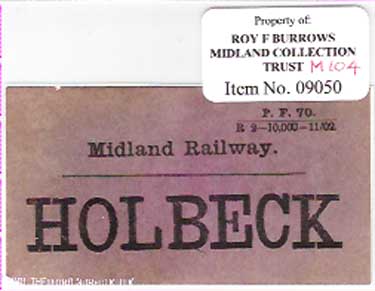 Property of:
ROY F BURROWS
MIDLAND COLLECTION
TRUST M604
Item No. 09050
P. F. 70.
R 2—10,000—11/02.
Midland Railway.
HOLBECK